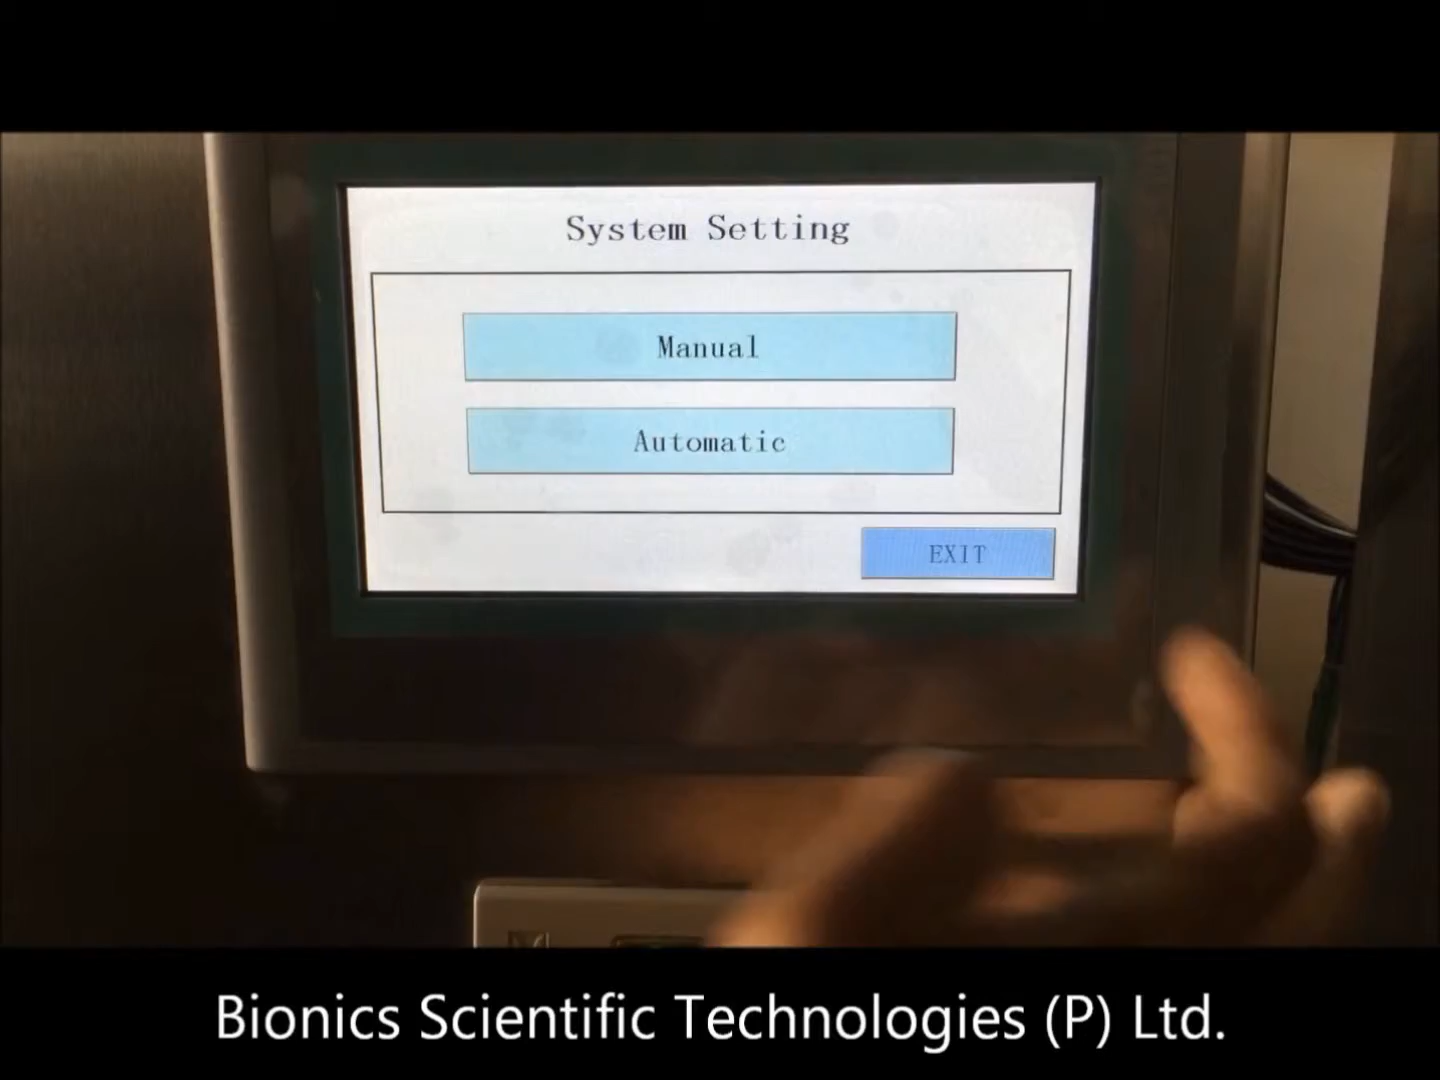 System Setting
Manual
Automatic
EXIT
Bionics Scientific Technologies (P) Ltd.